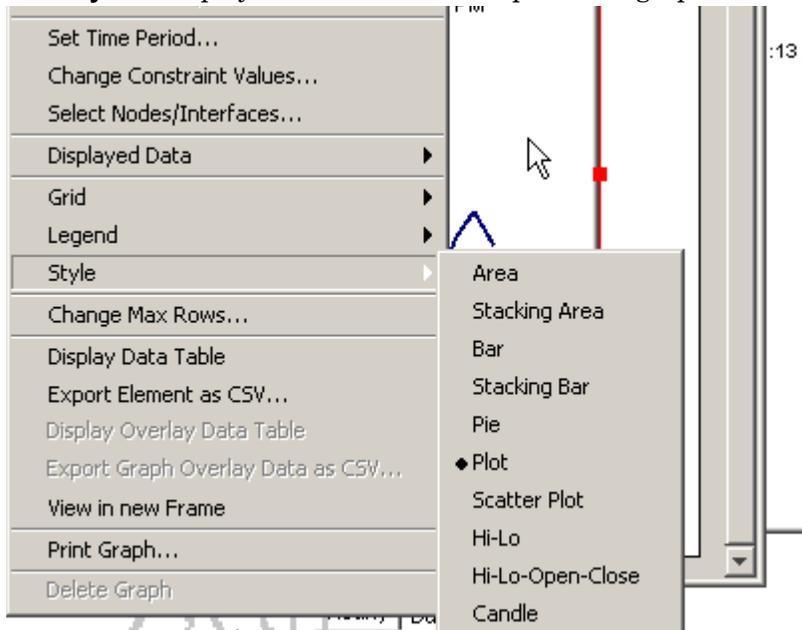 PM
:13
Set Time Period...
Change Constraint Values...
Select Nodes/Interfaces...
Displayed Data
Grid
Legend
Style
Change Max Rows...
Display Data Table
Export Element as CSV...
Display Overlay Data Table
Export Graph Overlay Data as CSV...
View in new Frame
Print Graph...
Delete Graph
Area
Stacking Area
Bar
Stacking Bar
Pie
Plot
Scatter Plot
Hi-Lo
Hi-Lo-Open-Close
Candle